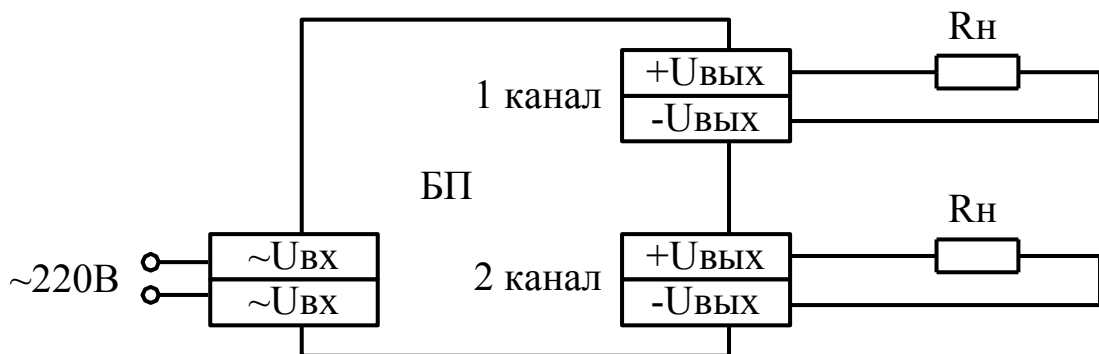 Rн
+Uвых
1 канал
-Uвых
БП
Rн
~Uвх
+Uвых
~220В
2 канал
~Uвх
-Uвых